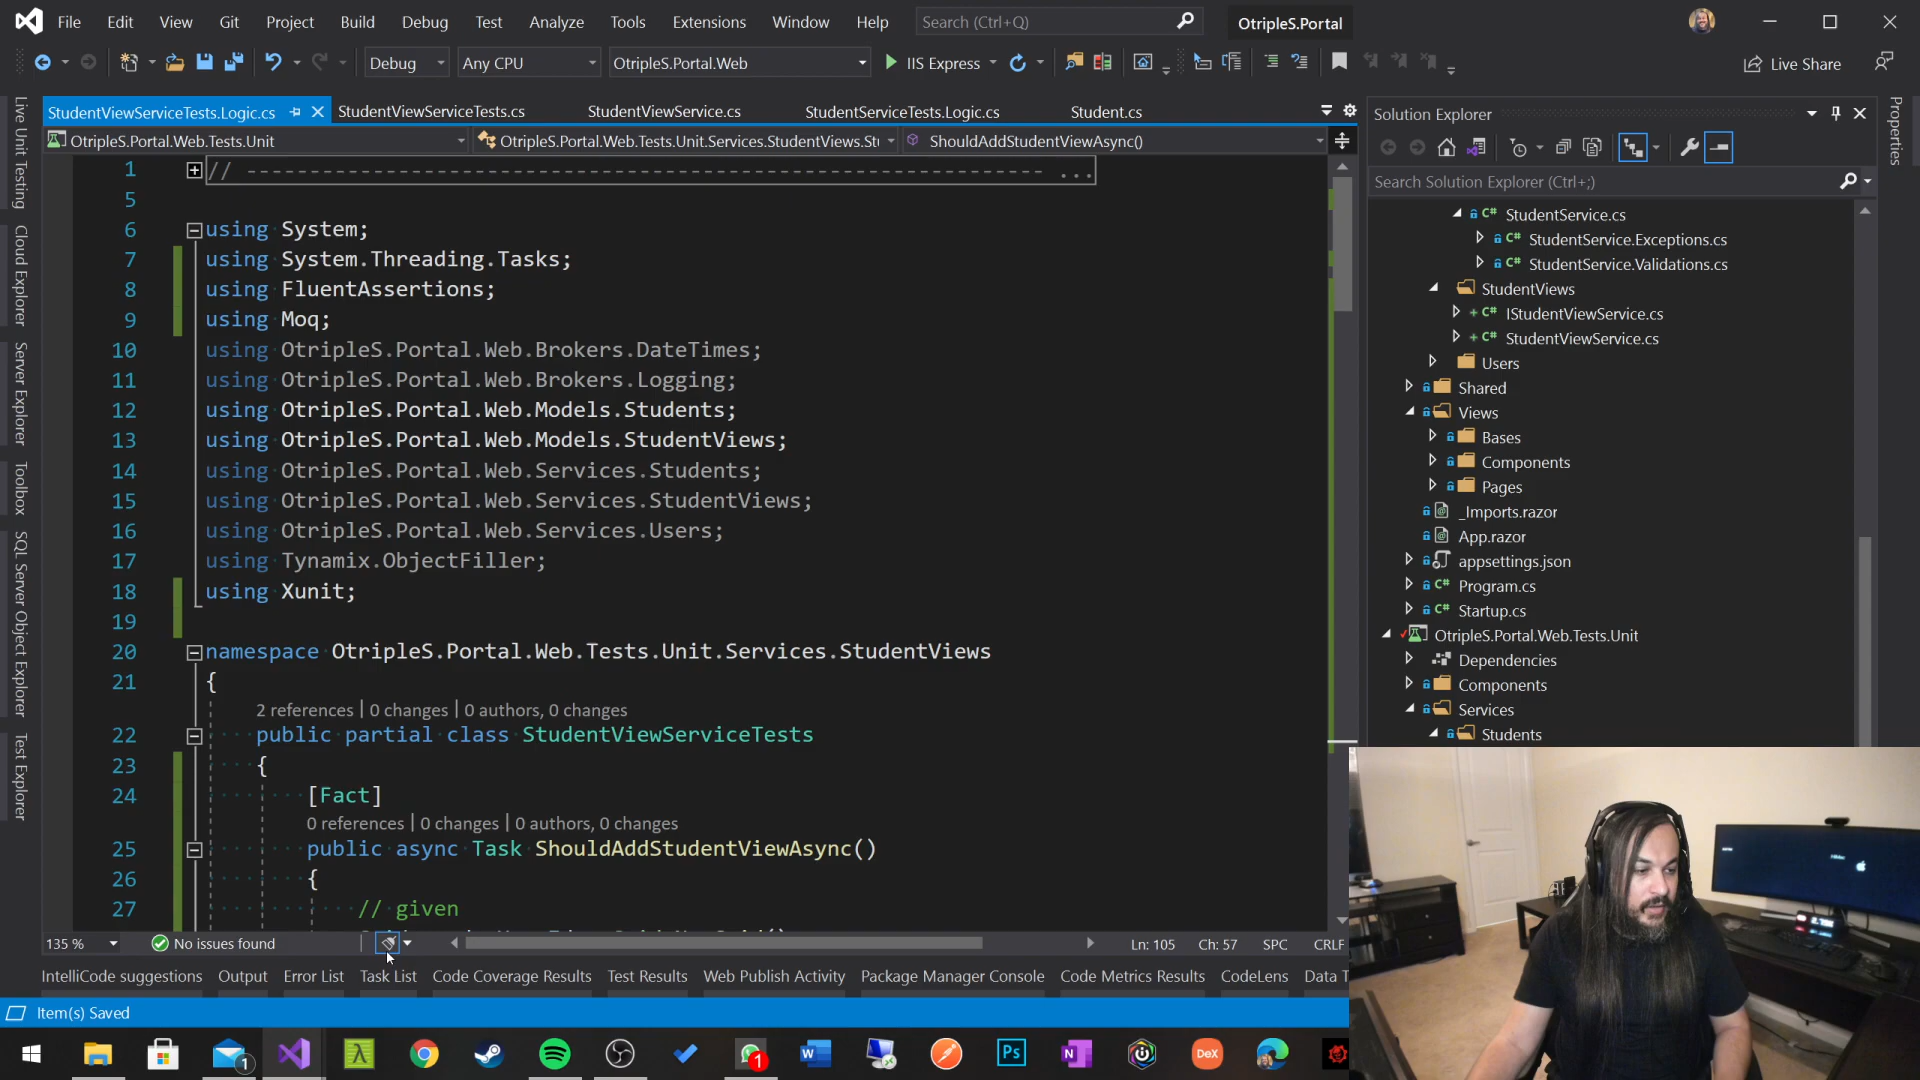 File Edit View Git Project Build Debug Test Analyze Tools Extensions Window Help Search (Ctrl+Q) OtripleS.Portal
Debug Any CPU OtripleS.Portal.Web IIS Express Live Share
StudentViewServiceTests.Logic.cs StudentViewServiceTests.cs StudentViewService.cs StudentServiceTests.Logic.cs Student.cs
OtripleS.Portal.Web.Tests.Unit OtripleS.Portal.Web.Tests.Unit.Services.StudentViews.St ShouldAddStudentViewAsync()
Live Unit Testing
Cloud Explorer
Server Explorer
Toolbox
SQL Server Object Explorer
Test Explorer
1 // --------------------------------------------------------------- ...
5
6 using System;
7 using System.Threading.Tasks;
8 using FluentAssertions;
9 using Moq;
10 using OtripleS.Portal.Web.Brokers.DateTimes;
11 using OtripleS.Portal.Web.Brokers.Logging;
12 using OtripleS.Portal.Web.Models.Students;
13 using OtripleS.Portal.Web.Models.StudentViews;
14 using OtripleS.Portal.Web.Services.Students;
15 using OtripleS.Portal.Web.Services.StudentViews;
16 using OtripleS.Portal.Web.Services.Users;
17 using Tynamix.ObjectFiller;
18 using Xunit;
19
20 namespace OtripleS.Portal.Web.Tests.Unit.Services.StudentViews
21 {
2 references | 0 changes | 0 authors, 0 changes
22 public partial class StudentViewServiceTests
23 {
24 [Fact]
0 references | 0 changes | 0 authors, 0 changes
25 public async Task ShouldAddStudentViewAsync()
26 {
27 // given
135 % No issues found Ln: 105 Ch: 57 SPC CRLF
IntelliCode suggestions Output Error List Task List Code Coverage Results Test Results Web Publish Activity Package Manager Console Code Metrics Results CodeLens Data T
Item(s) Saved
Solution Explorer
Search Solution Explorer (Ctrl+;)
C# StudentService.cs
C# StudentService.Exceptions.cs
C# StudentService.Validations.cs
StudentViews
C# IStudentViewService.cs
C# StudentViewService.cs
Users
Shared
Views
Bases
Components
Pages
_Imports.razor
App.razor
appsettings.json
C# Program.cs
C# Startup.cs
OtripleS.Portal.Web.Tests.Unit
Dependencies
Components
Services
Students
Properties
1
1
W
Ps
N
DeX